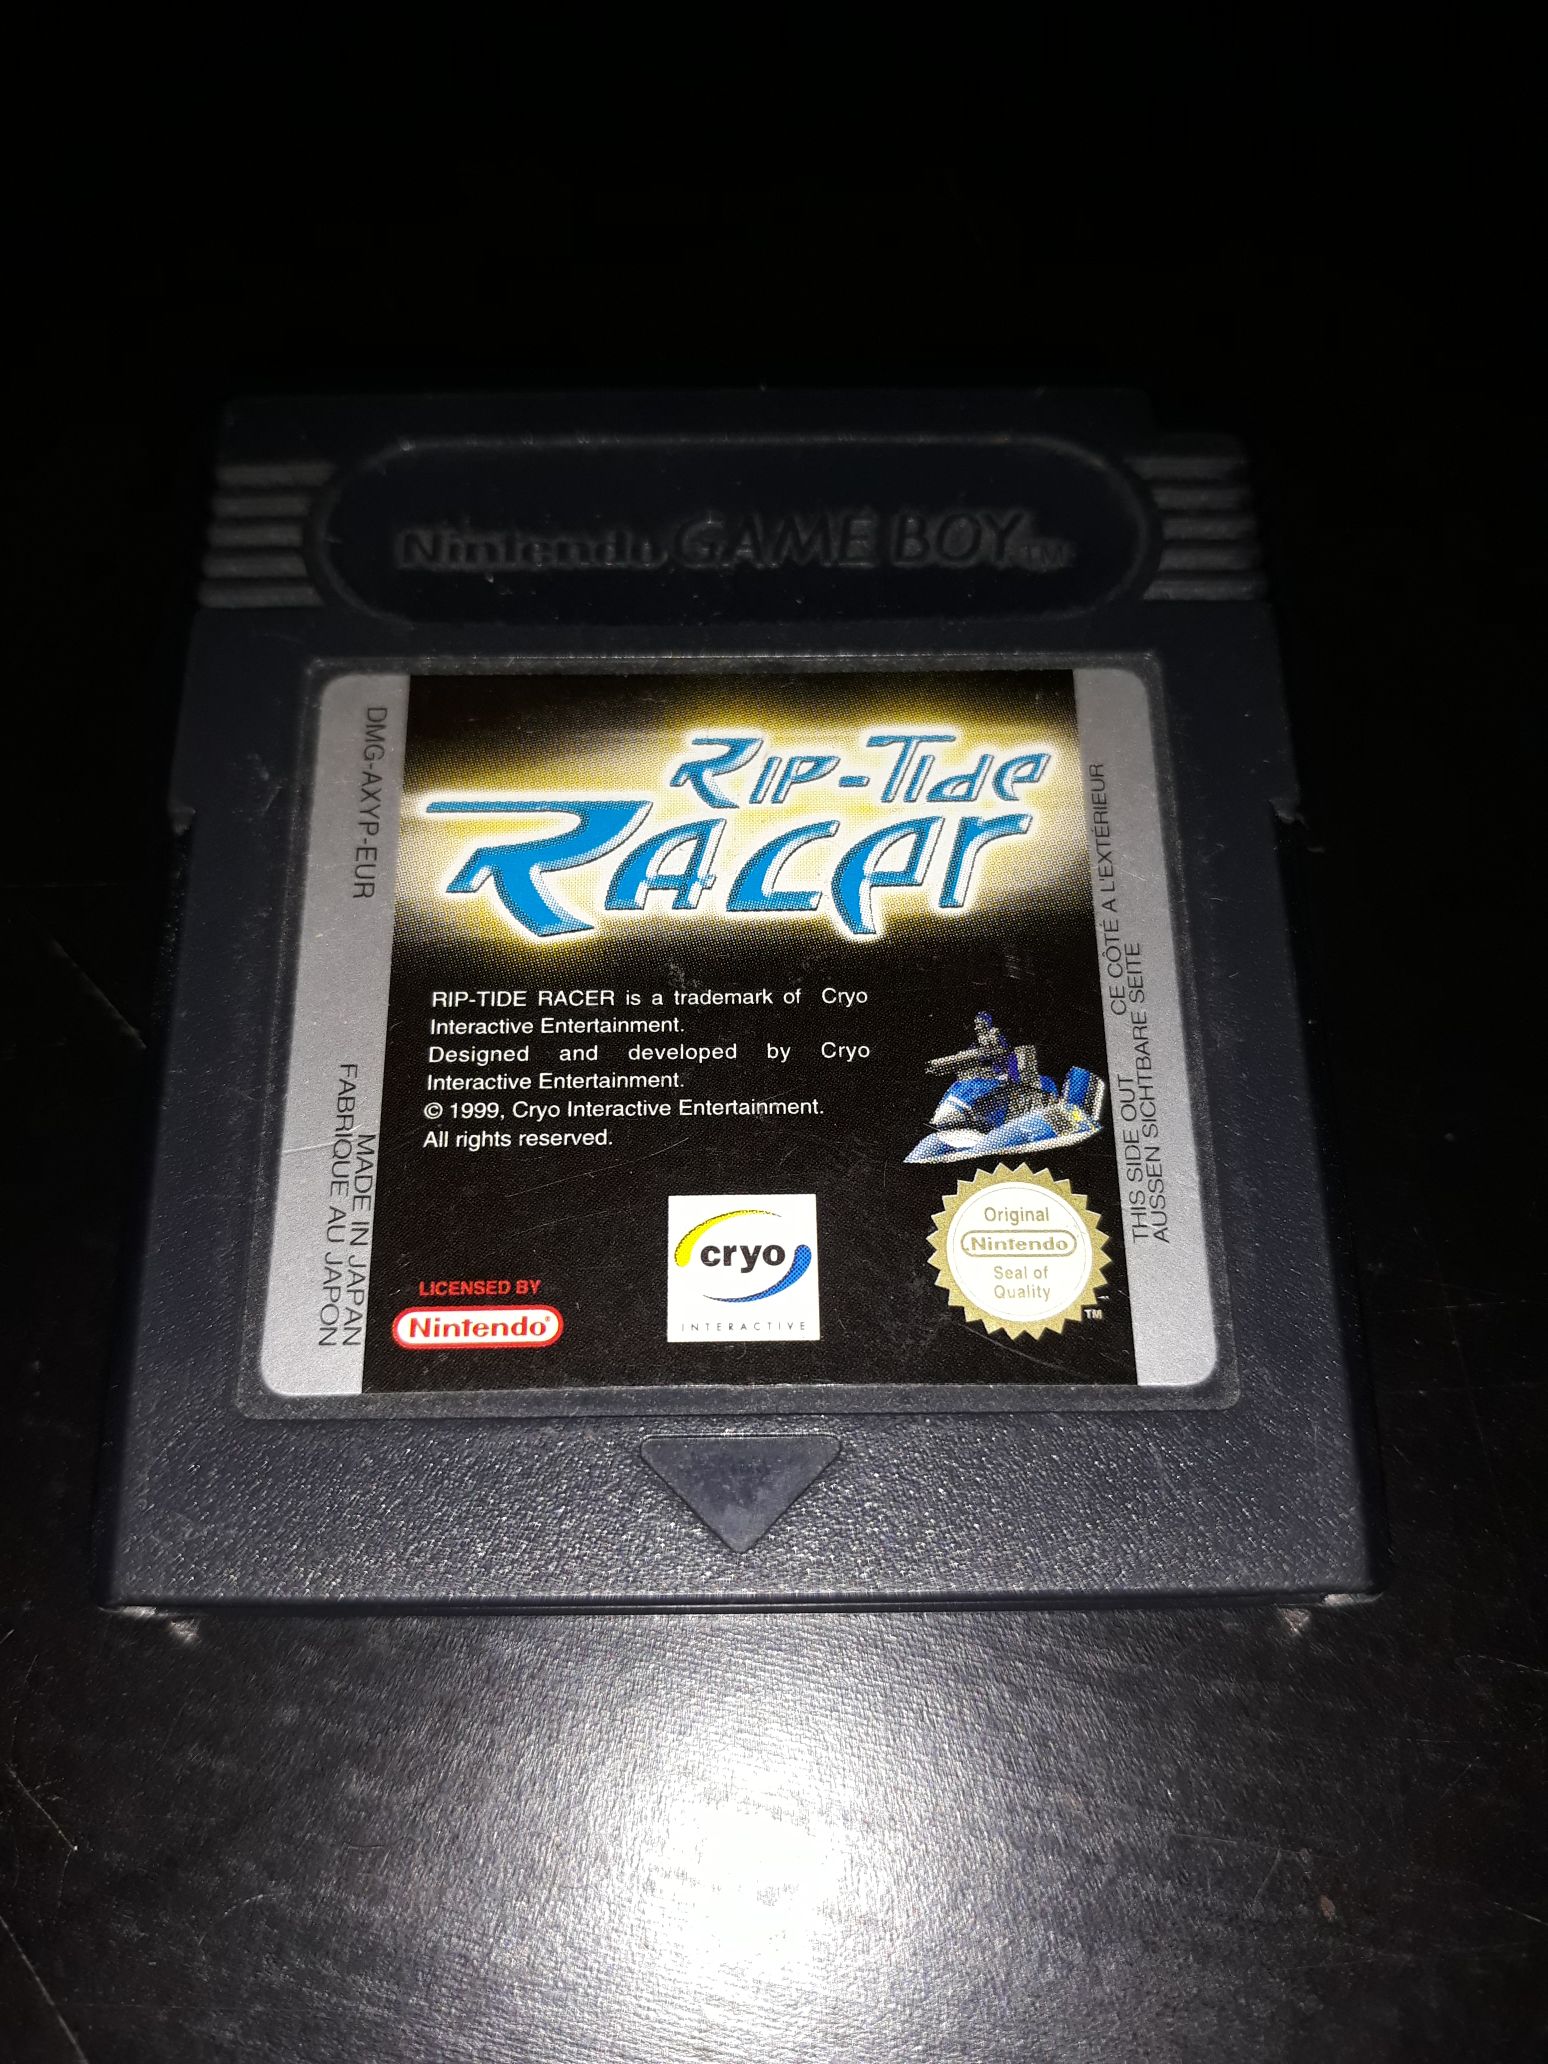 Nintendo GAME BOY TM
DMG-AXYP-EUR
RIP-TIDE
RACER
CE CÔTÉ A L'EXTÉRIEUR
THIS SIDE OUT
AUSSEN SICHTBARE SEITE
RIP-TIDE RACER is a trademark of Cryo
Interactive Entertainment.
Designed and developed by Cryo
Interactive Entertainment.
© 1999, Cryo Interactive Entertainment.
All rights reserved.
MADE IN JAPAN
FABRIQUE AU JAPON
LICENSED BY
Nintendo®
cryo
INTERACTIVE
Original
Nintendo
Seal of
Quality
TM